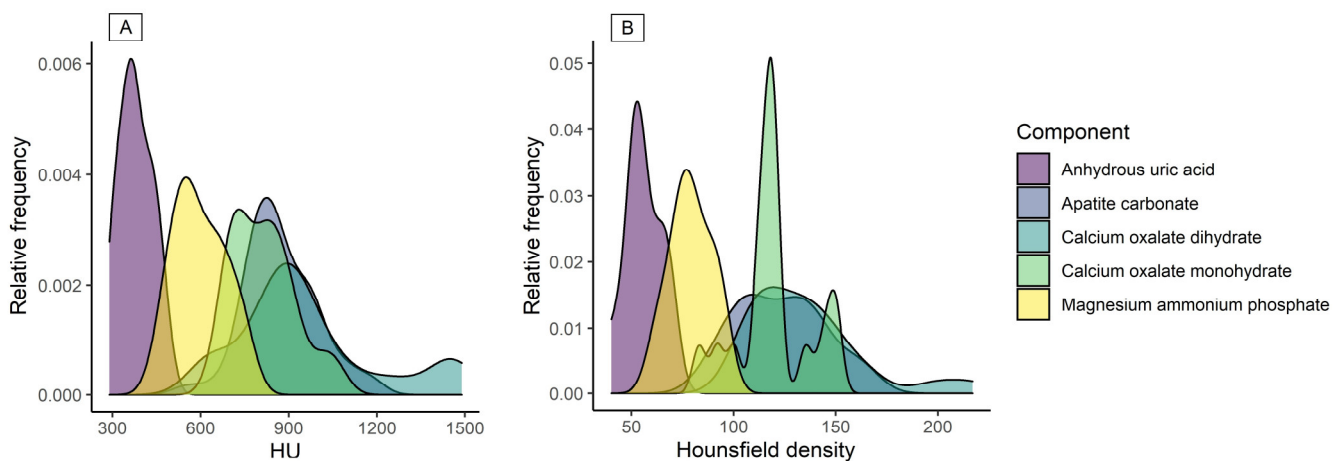 A
Relative frequency
0.006
0.004
0.002
0.000
300 600 900 1200 1500
HU
B
Relative frequency
0.05
0.04
0.03
0.02
0.01
0.00
50 100 150 200
Hounsfield density
Component
Anhydrous uric acid
Apatite carbonate
Calcium oxalate dihydrate
Calcium oxalate monohydrate
Magnesium ammonium phosphate